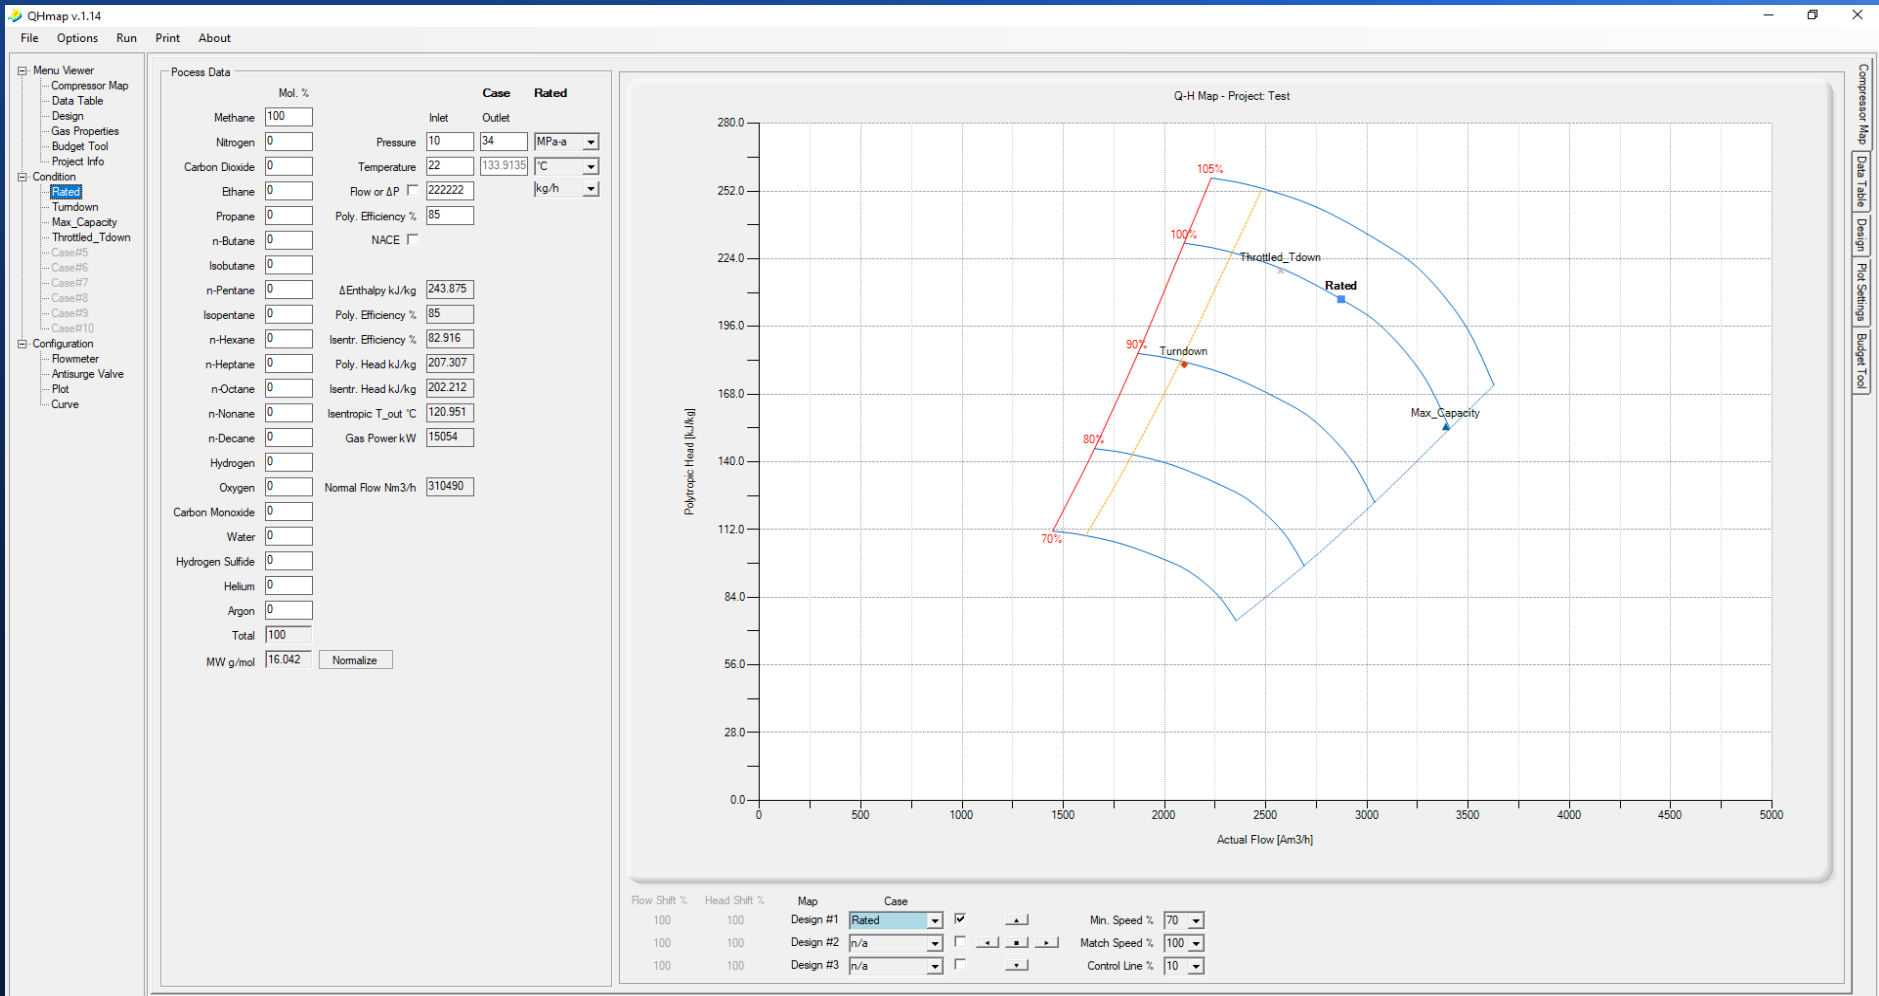 QHmap v.1.14
File Options Run Print About
Menu Viewer
Compressor Map
Data Table
Design
Gas Properties
Budget Tool
Project Info
Condition
Rated
Turndown
Max_Capacity
Throttled_Tdown
Case#5
Case#6
Case#7
Case#8
Case#9
Case#10
Configuration
Flowmeter
Antisurge Valve
Plot
Curve
Pocess Data
Mol. % Case Rated
Methane 100 Inlet Outlet
Nitrogen 0 Pressure 10 34 MPa-a
Carbon Dioxide 0 Temperature 22 133.9135 °C
Ethane 0 Flow or ΔP 222222 kg/h
Propane 0 Poly. Efficiency % 85
n-Butane 0 NACE
Isobutane 0
n-Pentane 0 ΔEnthalpy kJ/kg 243.875
Isopentane 0 Poly. Efficiency % 85
n-Hexane 0 Isentr. Efficiency % 82.916
n-Heptane 0 Poly. Head kJ/kg 207.307
n-Octane 0 Isentr. Head kJ/kg 202.212
n-Nonane 0 Isentropic T_out °C 120.951
n-Decane 0 Gas Power kW 15054
Hydrogen 0
Oxygen 0 Normal Flow Nm3/h 310490
Carbon Monoxide 0
Water 0
Hydrogen Sulfide 0
Helium 0
Argon 0
Total 100
MW g/mol 16.042 Normalize
Q-H Map - Project: Test
280.0
252.0
224.0
196.0
168.0
140.0
112.0
84.0
56.0
28.0
0.0
Polytropic Head [kJ/kg]
105%
100%
Throttled_Tdown
Rated
90%
Turndown
Max_Capacity
80%
70%
0 500 1000 1500 2000 2500 3000 3500 4000 4500 5000
Actual Flow [Am3/h]
Compressor Map
Data Table
Design
Plot Settings
Budget Tool
Flow Shift % Head Shift % Map Case
100 100 Design #1 Rated Min. Speed % 70
100 100 Design #2 n/a Match Speed % 100
100 100 Design #3 n/a Control Line % 10